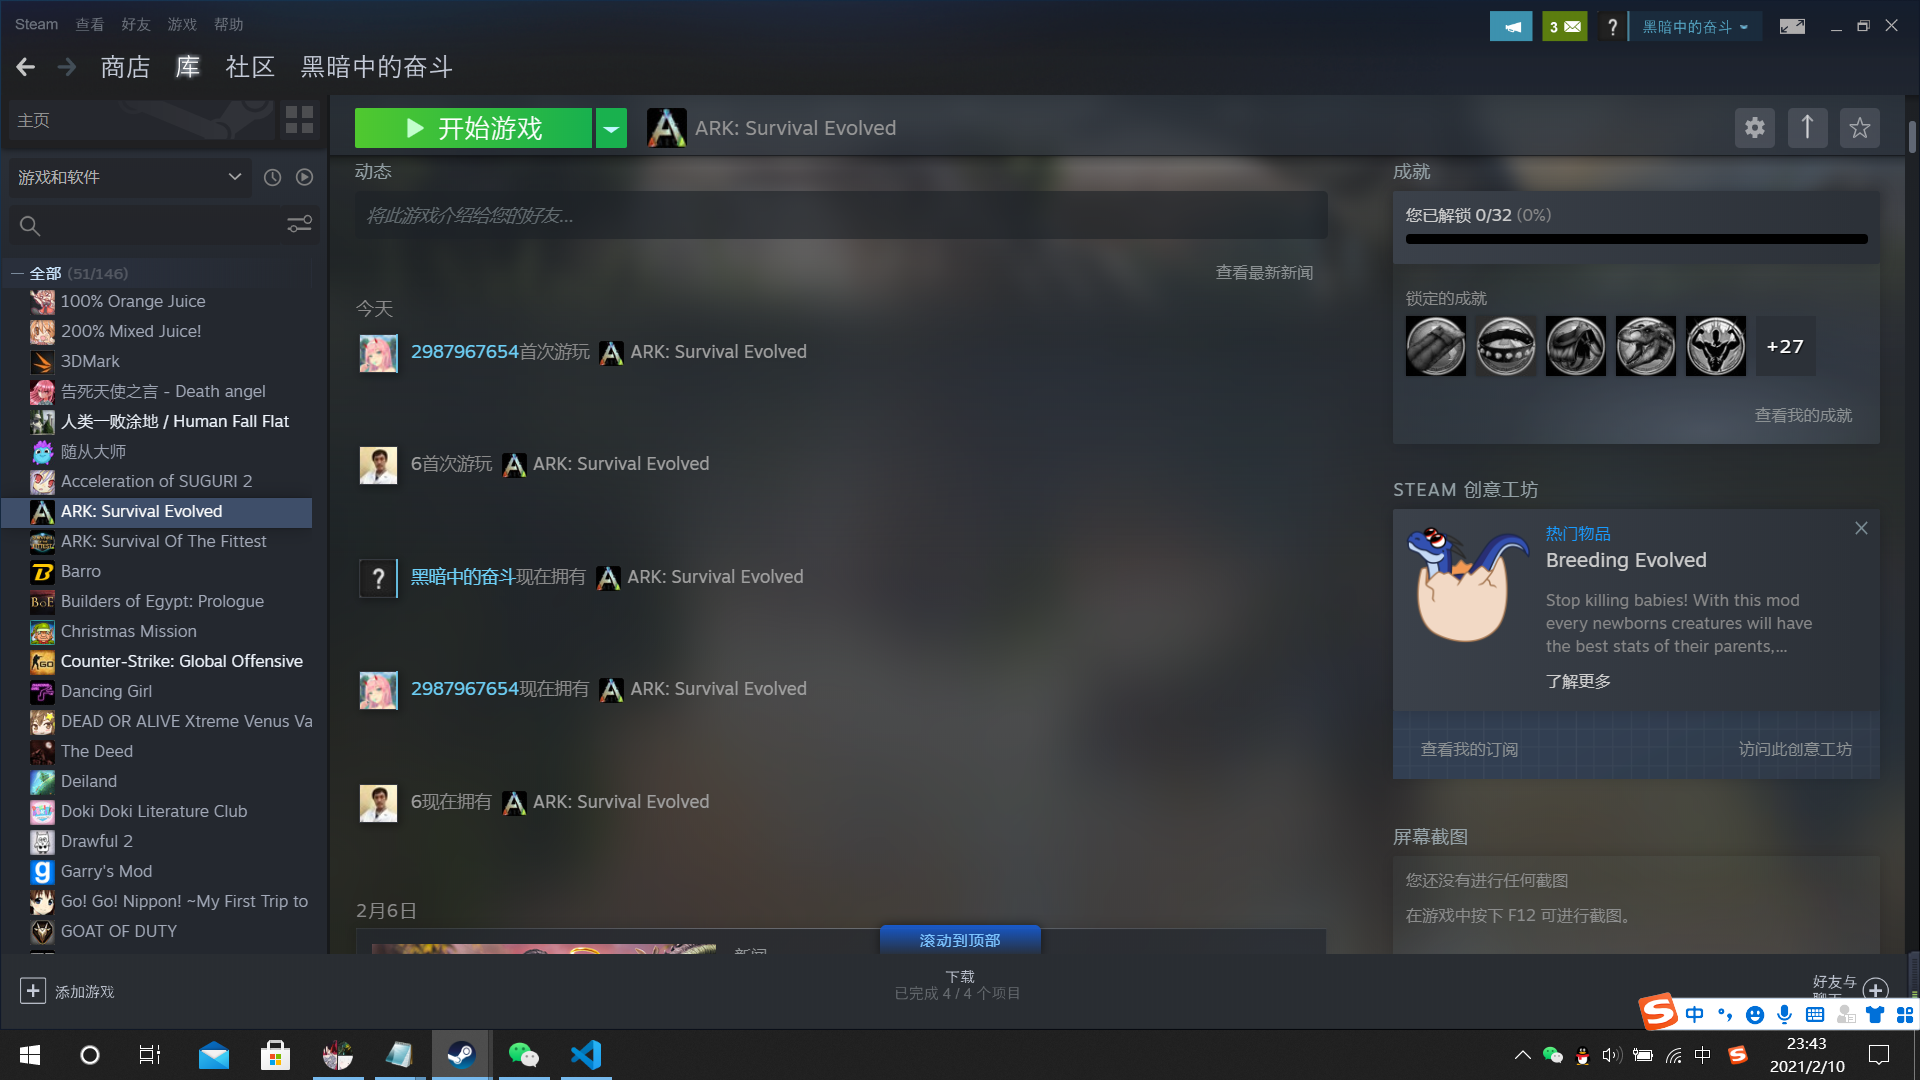 Steam 查看 好友 游戏 帮助
3
?
黑暗中的奋斗
商店 库 社区 黑暗中的奋斗
主页
游戏和软件
全部 (51/146)
100% Orange Juice
200% Mixed Juice!
3DMark
告死天使之言 - Death angel
人类一败涂地 / Human Fall Flat
随从大师
Acceleration of SUGURI 2
ARK: Survival Evolved
ARK: Survival Of The Fittest
Barro
Builders of Egypt: Prologue
Christmas Mission
Counter-Strike: Global Offensive
Dancing Girl
DEAD OR ALIVE Xtreme Venus Va
The Deed
Deiland
Doki Doki Literature Club
Drawful 2
Garry's Mod
Go! Go! Nippon! ~My First Trip to
GOAT OF DUTY
添加游戏
开始游戏
ARK: Survival Evolved
动态
将此游戏介绍给您的好友...
查看最新新闻
今天
2987967654首次游玩 ARK: Survival Evolved
6首次游玩 ARK: Survival Evolved
?
黑暗中的奋斗现在拥有 ARK: Survival Evolved
2987967654现在拥有 ARK: Survival Evolved
6现在拥有 ARK: Survival Evolved
2月6日
新闻
滚动到顶部
下载
已完成 4 / 4 个项目
成就
您已解锁 0/32 (0%)
锁定的成就
+27
查看我的成就
STEAM 创意工坊
热门物品
Breeding Evolved
Stop killing babies! With this mod
every newborns creatures will have
the best stats of their parents,...
了解更多
查看我的订阅
访问此创意工坊
屏幕截图
您还没有进行任何截图
在游戏中按下 F12 可进行截图。
好友与
聊天
中
中
23:43
2021/2/10